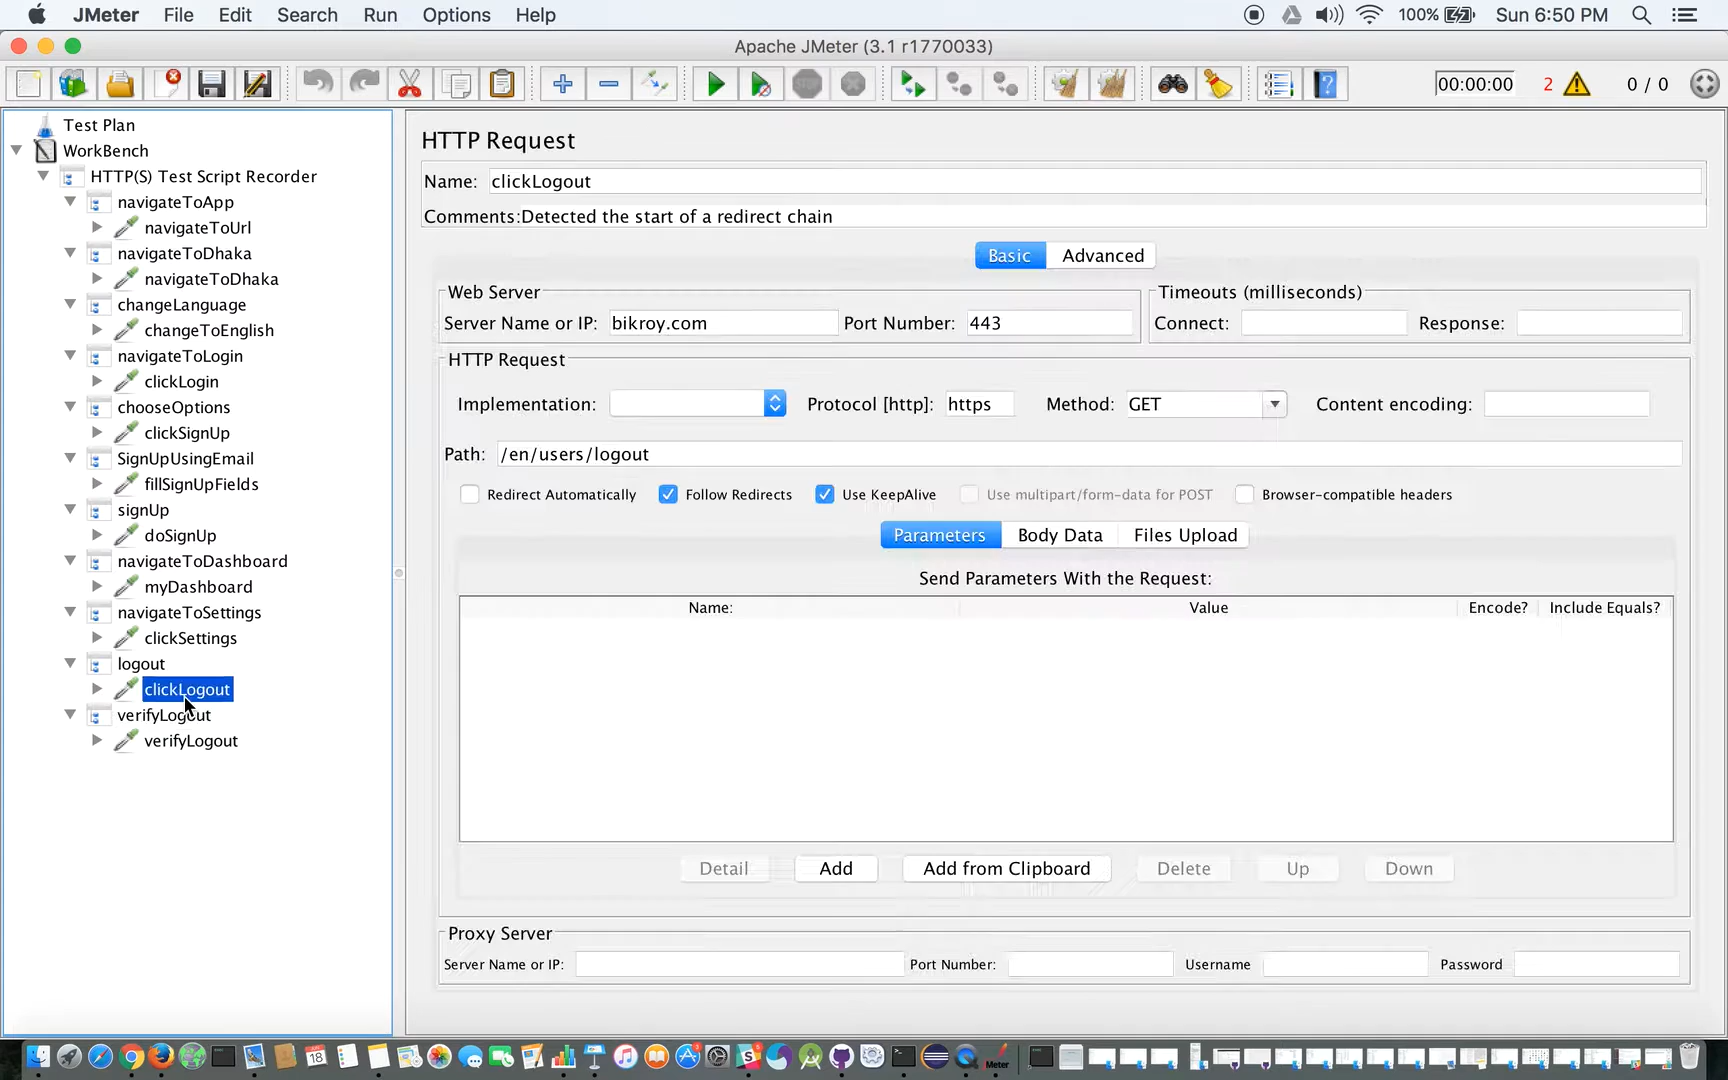 JMeter File Edit Search Run Options Help 100% Sun 6:50 PM
Apache JMeter (3.1 r1770033)
00:00:00 2 0 / 0
Test Plan
WorkBench
HTTP(S) Test Script Recorder
navigateToApp
navigateToUrl
navigateToDhaka
navigateToDhaka
changeLanguage
changeToEnglish
navigateToLogin
clickLogin
chooseOptions
clickSignUp
SignUpUsingEmail
fillSignUpFields
signUp
doSignUp
navigateToDashboard
myDashboard
navigateToSettings
clickSettings
logout
clickLogout
verifyLogout
verifyLogout
HTTP Request
Name: clickLogout
Comments: Detected the start of a redirect chain
Basic Advanced
Web Server Timeouts (milliseconds)
Server Name or IP: bikroy.com Port Number: 443 Connect: Response:
HTTP Request
Implementation: Protocol [http]: https Method: GET Content encoding:
Path: /en/users/logout
Redirect Automatically Follow Redirects Use KeepAlive Use multipart/form-data for POST Browser-compatible headers
Parameters Body Data Files Upload
Send Parameters With the Request:
Name: Value Encode? Include Equals?
Detail Add Add from Clipboard Delete Up Down
Proxy Server
Server Name or IP: Port Number: Username Password
18
Meter